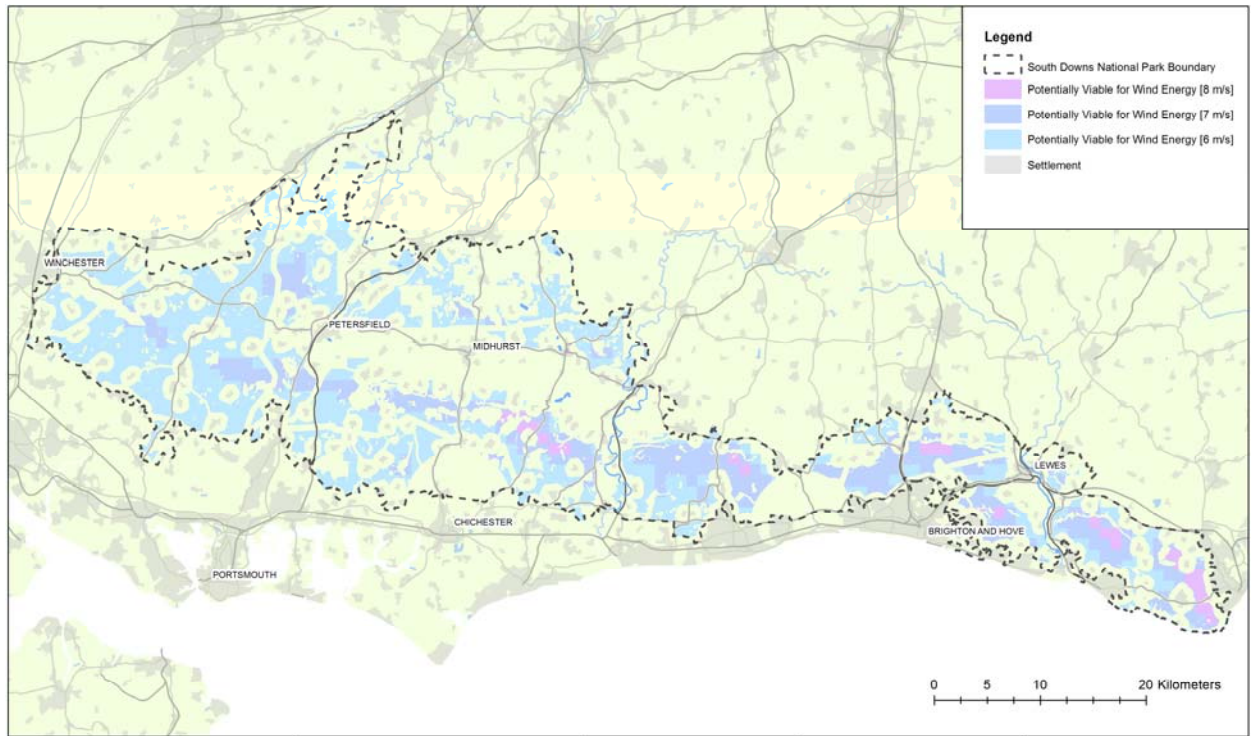 Legend
South Downs National Park Boundary
Potentially Viable for Wind Energy [8 m/s]
Potentially Viable for Wind Energy [7 m/s]
Potentially Viable for Wind Energy [6 m/s]
Settlement
WINCHESTER
PETERSFIELD
MIDHURST
LEWES
CHICHESTER
BRIGHTON AND HOVE
PORTSMOUTH
0 5 10 20 Kilometers